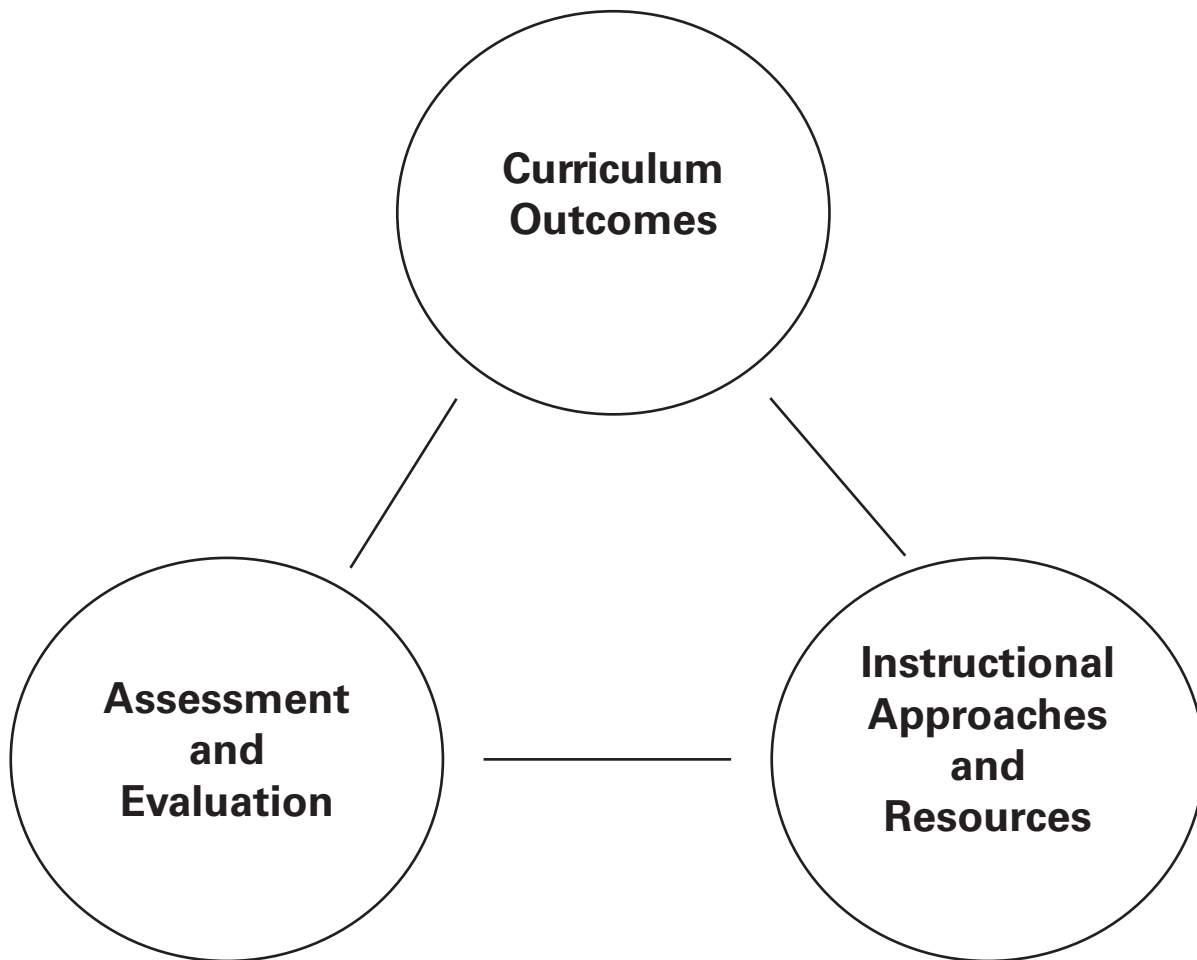 Curriculum
Outcomes
Assessment
and
Evaluation
Instructional
Approaches
and
Resources